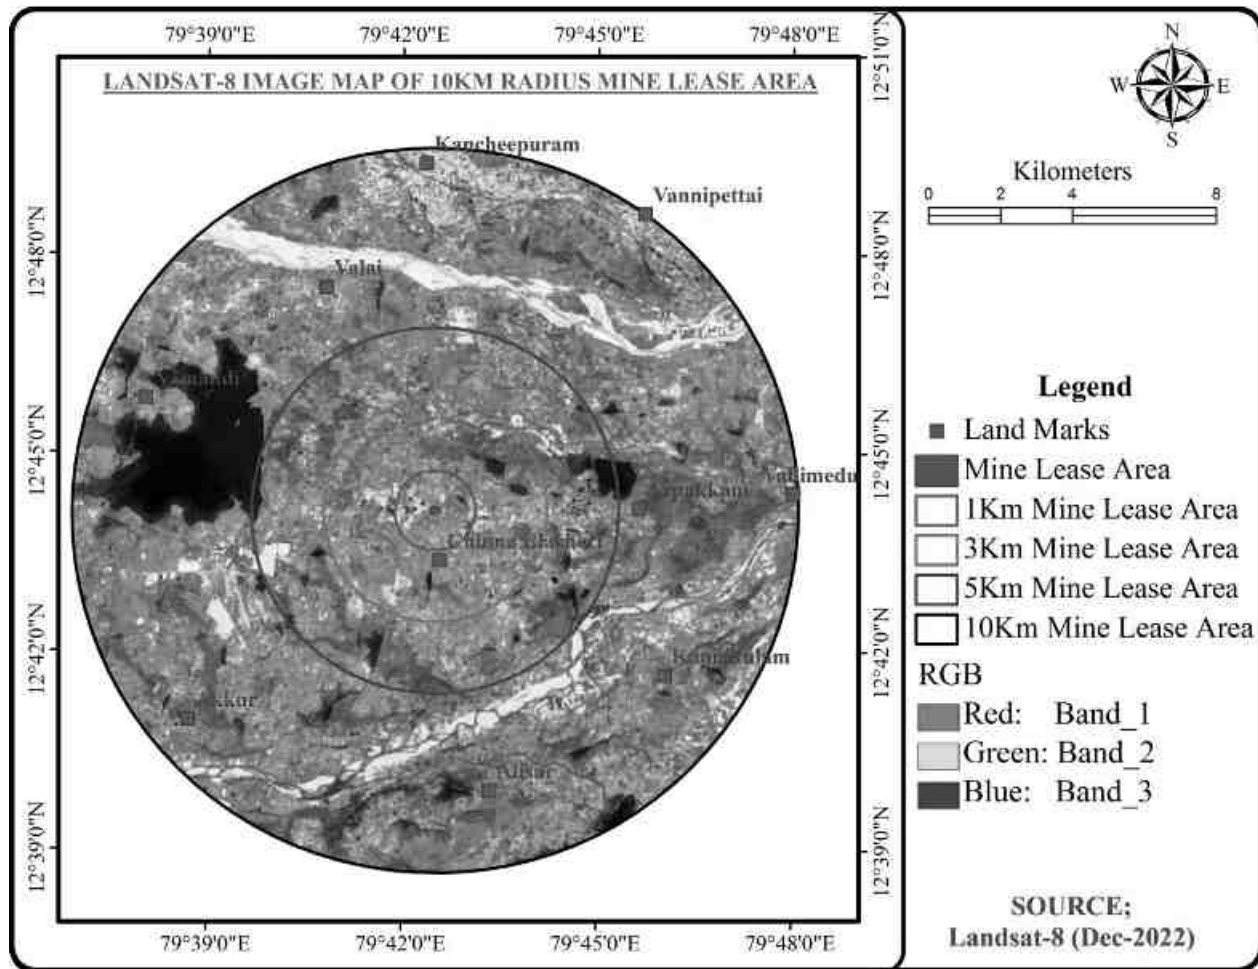 79°39'0"E 79°42'0"E 79°45'0"E 79°48'0"E
12°51'0"N
LANDSAT-8 IMAGE MAP OF 10KM RADIUS MINE LEASE AREA
Kancheepuram
Vannipettai
12°48'0"N
12°48'0"N
Valai
12°45'0"N
12°45'0"N
12°42'0"N
12°42'0"N
12°39'0"N
12°39'0"N
79°39'0"E 79°42'0"E 79°45'0"E 79°48'0"E
N
W E
S
Kilometers
0 2 4 8
Legend
Land Marks
Mine Lease Area
1Km Mine Lease Area
3Km Mine Lease Area
5Km Mine Lease Area
10Km Mine Lease Area
RGB
Red: Band_1
Green: Band_2
Blue: Band_3
SOURCE;
Landsat-8 (Dec-2022)